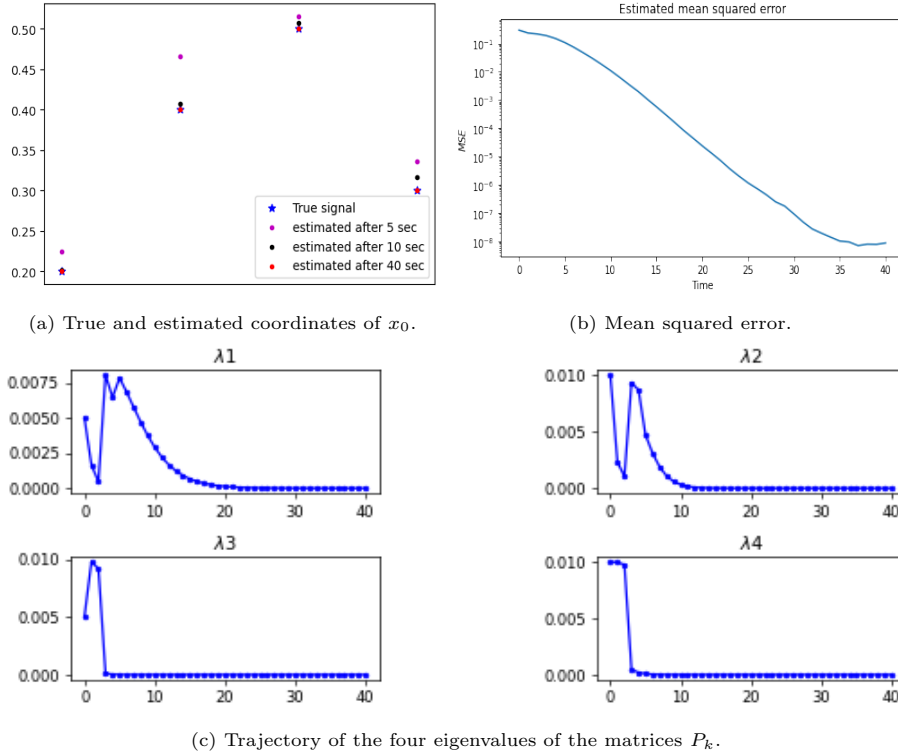 0.50
0.45
0.40
0.35
0.30
0.25
0.20
True signal
estimated after 5 sec
estimated after 10 sec
estimated after 40 sec
Estimated mean squared error
10⁻¹
10⁻²
10⁻³
10⁻⁴
10⁻⁵
10⁻⁶
10⁻⁷
10⁻⁸
MSE
0 5 10 15 20 25 30 35 40
Time
(a) True and estimated coordinates of x₀.
(b) Mean squared error.
λ1
0.0075
0.0050
0.0025
0.0000
0 10 20 30 40
λ2
0.010
0.005
0.000
0 10 20 30 40
λ3
0.010
0.005
0.000
0 10 20 30 40
λ4
0.010
0.005
0.000
0 10 20 30 40
(c) Trajectory of the four eigenvalues of the matrices Pₖ.